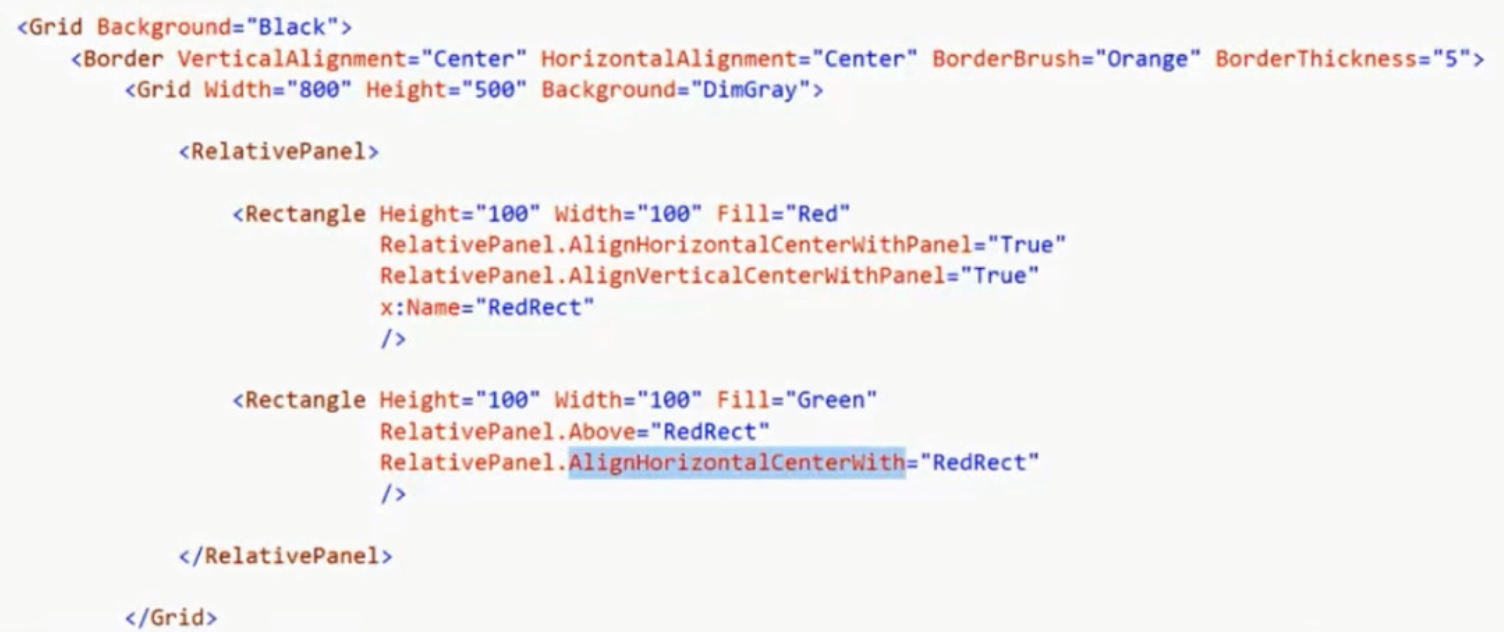 <Grid Background="Black">
<Border VerticalAlignment="Center" HorizontalAlignment="Center" BorderBrush="Orange" BorderThickness="5">
<Grid Width="800" Height="500" Background="DimGray">
<RelativePanel>
<Rectangle Height="100" Width="100" Fill="Red"
RelativePanel.AlignHorizontalCenterWithPanel="True"
RelativePanel.AlignVerticalCenterWithPanel="True"
x:Name="RedRect"
/>
<Rectangle Height="100" Width="100" Fill="Green"
RelativePanel.Above="RedRect"
RelativePanel.AlignHorizontalCenterWith="RedRect"
/>
</RelativePanel>
</Grid>